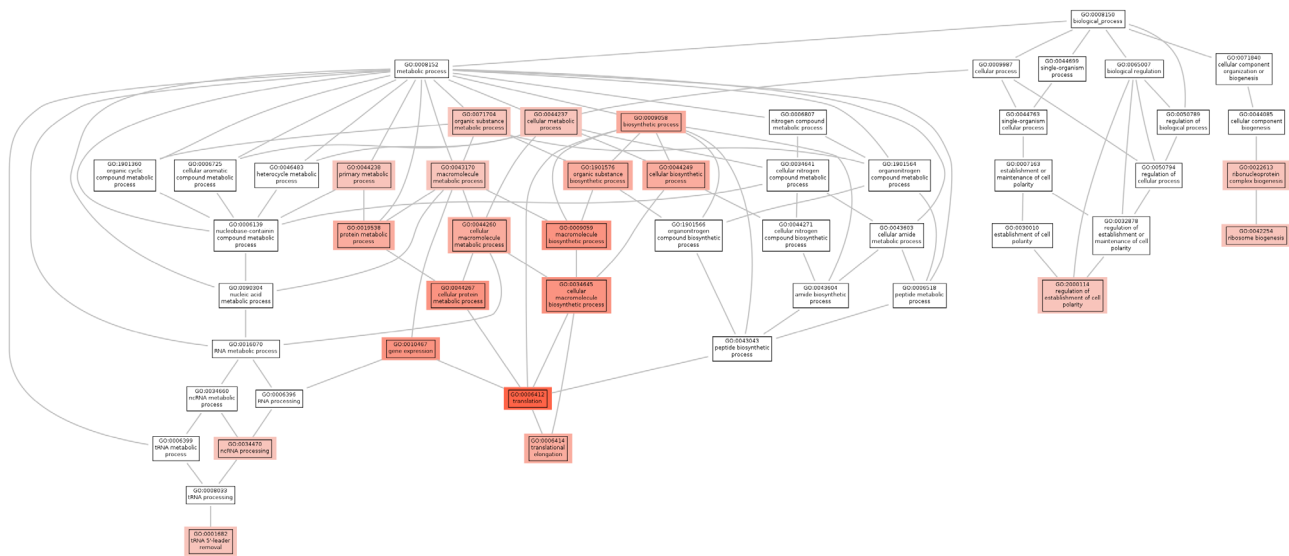 GO:0008150
biological_process
GO:0008152
metabolic process
GO:0009987
cellular process
GO:0044699
single-organism
process
GO:0065007
biological regulation
GO:0071840
cellular component
organization or
biogenesis
GO:0071704
organic substance
metabolic process
GO:0044237
cellular metabolic
process
GO:0009058
biosynthetic process
GO:0006807
nitrogen compound
metabolic process
GO:0044763
single-organism
cellular process
GO:0050789
regulation of
biological process
GO:0044085
cellular component
biogenesis
GO:1901360
organic cyclic
compound metabolic
process
GO:0006725
cellular aromatic
compound metabolic
process
GO:0046483
heterocycle metabolic
process
GO:0044238
primary metabolic
process
GO:0043170
macromolecule
metabolic process
GO:1901576
organic substance
biosynthetic process
GO:0044249
cellular biosynthetic
process
GO:0034641
cellular nitrogen
compound metabolic
process
GO:1901564
organonitrogen
compound metabolic
process
GO:0007163
establishment or
maintenance of cell
polarity
GO:0050794
regulation of
cellular process
GO:0022613
ribonucleoprotein
complex biogenesis
GO:0006139
nucleobase-containi
compound metabolic
process
GO:0019538
protein metabolic
process
GO:0044260
cellular
macromolecule
metabolic process
GO:0009059
macromolecule
biosynthetic process
GO:1901566
organonitrogen
compound biosynthetic
process
GO:0044271
cellular nitrogen
compound biosynthetic
process
GO:0043603
cellular amide
metabolic process
GO:0030010
establishment of cell
polarity
GO:0032878
regulation of
establishment or
maintenance of cell
polarity
GO:0042254
ribosome biogenesis
GO:0090304
nucleic acid
metabolic process
GO:0044267
cellular protein
metabolic process
GO:0034645
cellular
macromolecule
biosynthetic process
GO:0043604
amide biosynthetic
process
GO:0006518
peptide metabolic
process
GO:2000114
regulation of
establishment of cell
polarity
GO:0016070
RNA metabolic process
GO:0010467
gene expression
GO:0043043
peptide biosynthetic
process
GO:0034660
ncRNA metabolic
process
GO:0006396
RNA processing
GO:0006412
translation
GO:0006399
tRNA metabolic
process
GO:0034470
ncRNA processing
GO:0006414
translational
elongation
GO:0008033
tRNA processing
GO:0001682
tRNA 5'-leader
removal